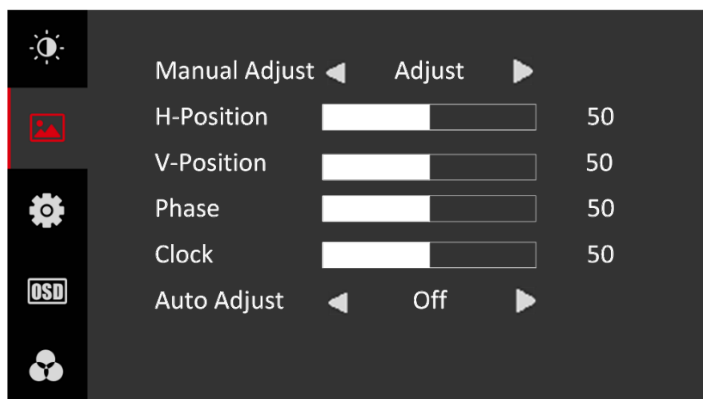 Manual Adjust Adjust
H-Position 50
V-Position 50
Phase 50
Clock 50
OSD
Auto Adjust Off